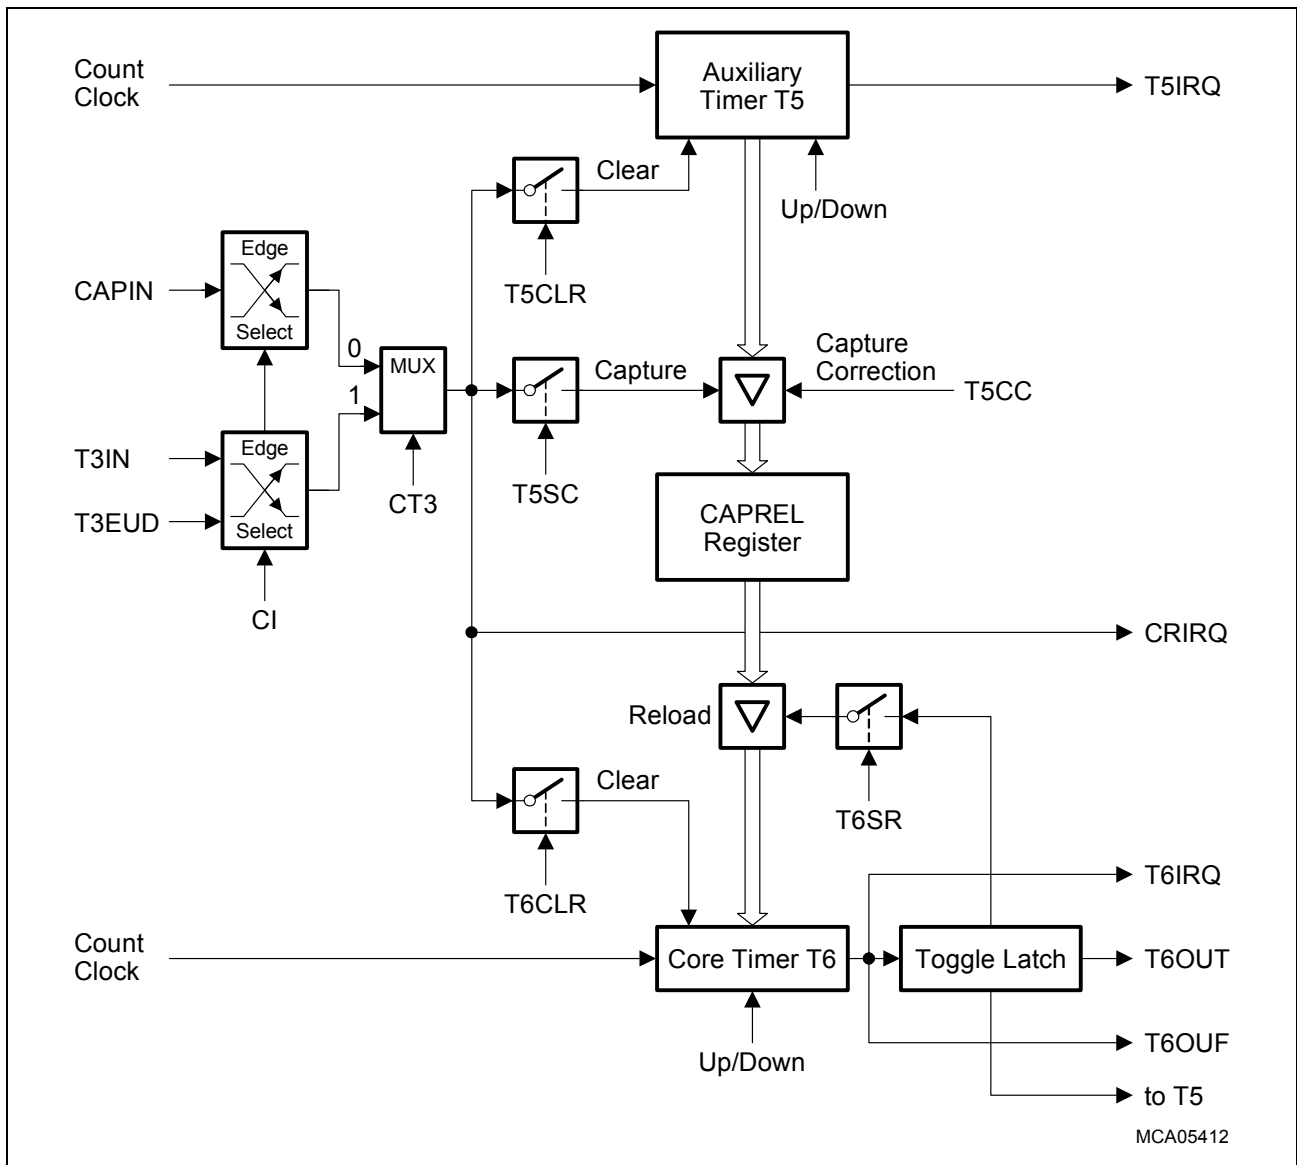 Count
Clock
Auxiliary
Timer T5
T5IRQ
Clear
Up/Down
T5CLR
Edge
Select
CAPIN
0
1
MUX
Capture
Capture
Correction
T5CC
T3IN
T3EUD
Edge
Select
CT3
T5SC
CAPREL
Register
CI
CRIRQ
Reload
Clear
T6SR
T6CLR
T6IRQ
Count
Clock
Core Timer T6
Toggle Latch
T6OUT
Up/Down
T6OUF
to T5
MCA05412